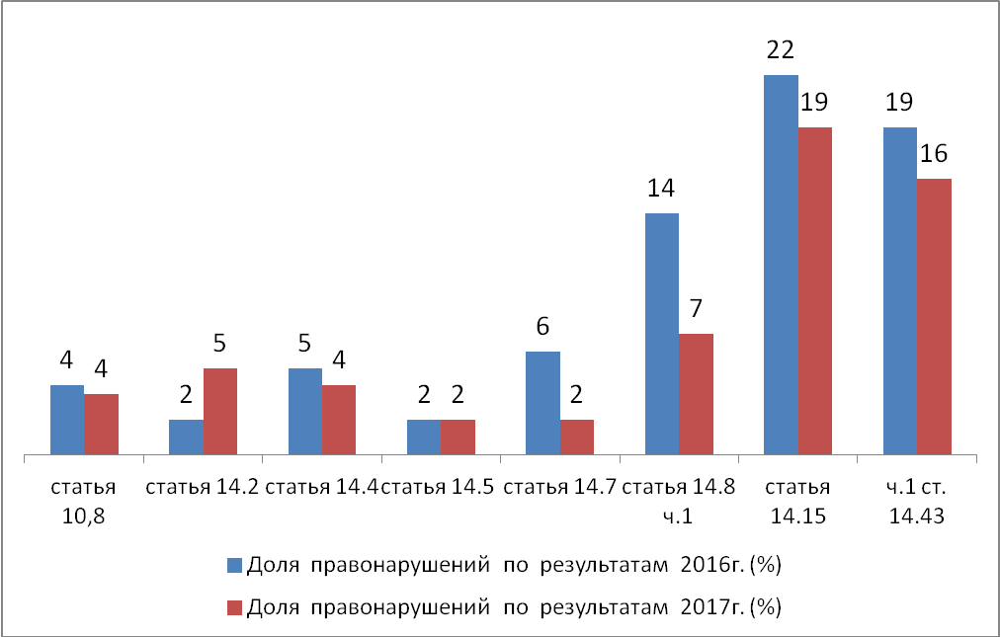 22
19
19
16
14
7
6
5
5
4
4
4
2
2
2
2
статья 10,8
статья 14.2
статья 14.4
статья 14.5
статья 14.7
статья 14.8 ч.1
статья 14.15
ч.1 ст. 14.43
Доля правонарушений по результатам 2016г. (%)
Доля правонарушений по результатам 2017г. (%)